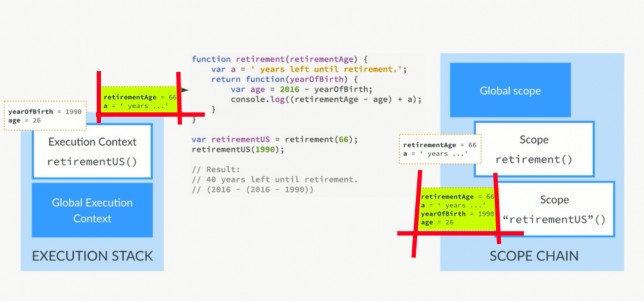 retirementAge = 66
a = ' years ...'
yearOfBirth = 1990
age = 26
Execution Context
retirementUS()
Global Execution
Context
EXECUTION STACK
function retirement(retirementAge) {
var a = ' years left until retirement.';
return function(yearOfBirth) {
var age = 2016 - yearOfBirth;
console.log((retirementAge - age) + a);
}
}
var retirementUS = retirement(66);
retirementUS(1990);
// Result:
// 40 years left until retirement.
// (2016 - (2016 - 1990))
Global scope
retirementAge = 66
a = ' years ...'
Scope
retirement()
retirementAge = 66
a = ' years ...'
yearOfBirth = 1990
age = 26
Scope
“retirementUS”()
SCOPE CHAIN